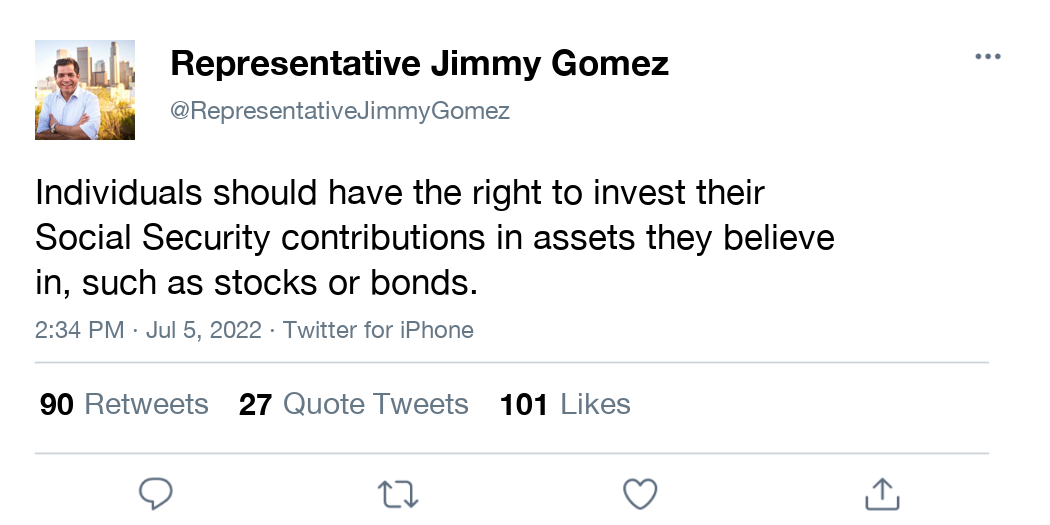 Representative Jimmy Gomez
@RepresentativeJimmyGomez
Individuals should have the right to invest their
Social Security contributions in assets they believe
in, such as stocks or bonds.
2:34 PM · Jul 5, 2022 · Twitter for iPhone
90 Retweets 27 Quote Tweets 101 Likes